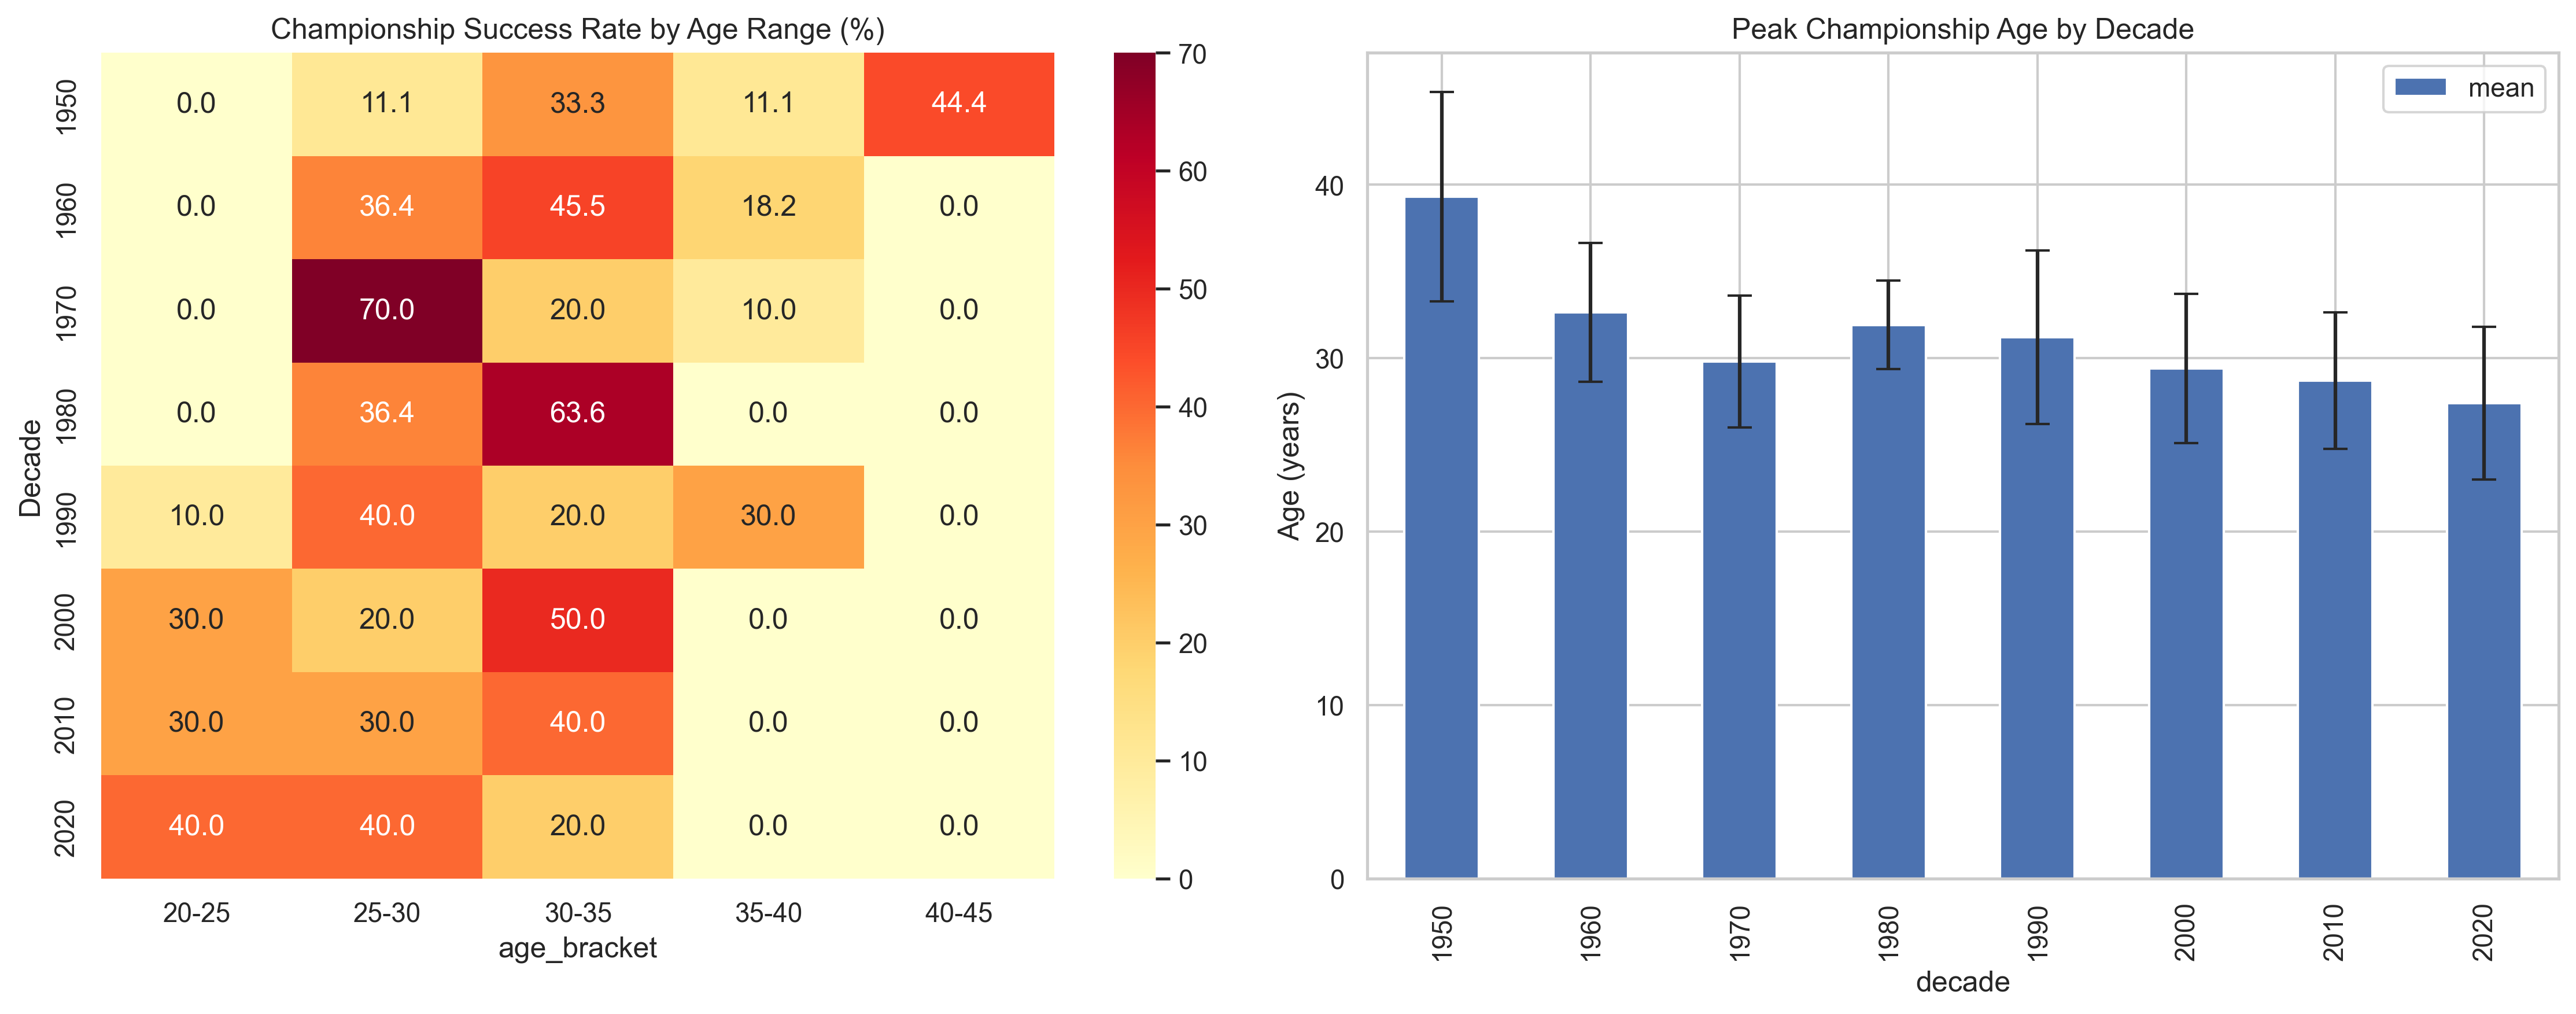 Championship Success Rate by Age Range (%)
Decade
1950
0.0 11.1 33.3 11.1 44.4
1960
0.0 36.4 45.5 18.2 0.0
1970
0.0 70.0 20.0 10.0 0.0
1980
0.0 36.4 63.6 0.0 0.0
1990
10.0 40.0 20.0 30.0 0.0
2000
30.0 20.0 50.0 0.0 0.0
2010
30.0 30.0 40.0 0.0 0.0
2020
40.0 40.0 20.0 0.0 0.0
20-25 25-30 30-35 35-40 40-45
age_bracket
70
60
50
40
30
20
10
0
Peak Championship Age by Decade
mean
Age (years)
40
30
20
10
0
1950 1960 1970 1980 1990 2000 2010 2020
decade